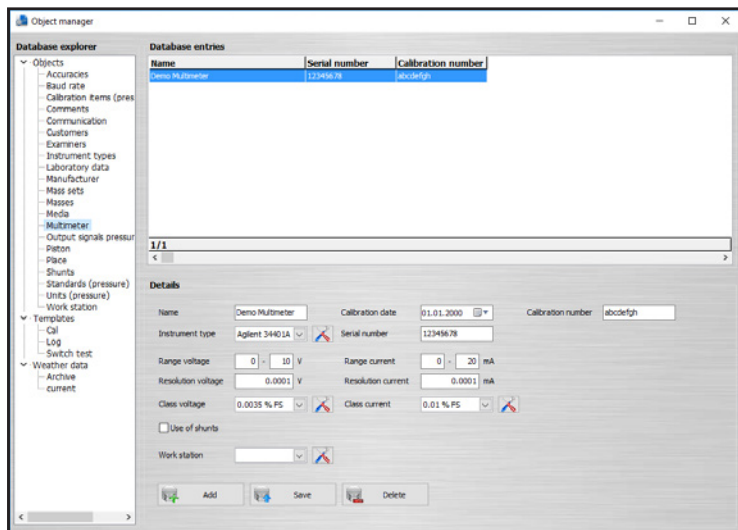 Object manager
Database explorer
Objects
Accuracies
Baud rate
Calibration items (pres
Comments
Communication
Customers
Examiners
Instrument types
Laboratory data
Manufacturer
Mass sets
Masses
Media
Multimeter
Output signals pressur
Piston
Place
Shunts
Standards (pressure)
Units (pressure)
Work station
Templates
Cal
Log
Switch test
Weather data
Archive
current
Database entries
Name Serial number Calibration number
Demo Multimeter 12345678 abcdefgh
1/1
Details
Name Demo Multimeter Calibration date 01.01.2000 Calibration number abcdefgh
Instrument type Agilent 34401A Serial number 12345678
Range voltage 0 - 10 V Range current 0 - 20 mA
Resolution voltage 0.0001 V Resolution current 0.0001 mA
Class voltage 0.0035 % FS Class current 0.01 % FS
Use of shunts
Work station
Add Save Delete